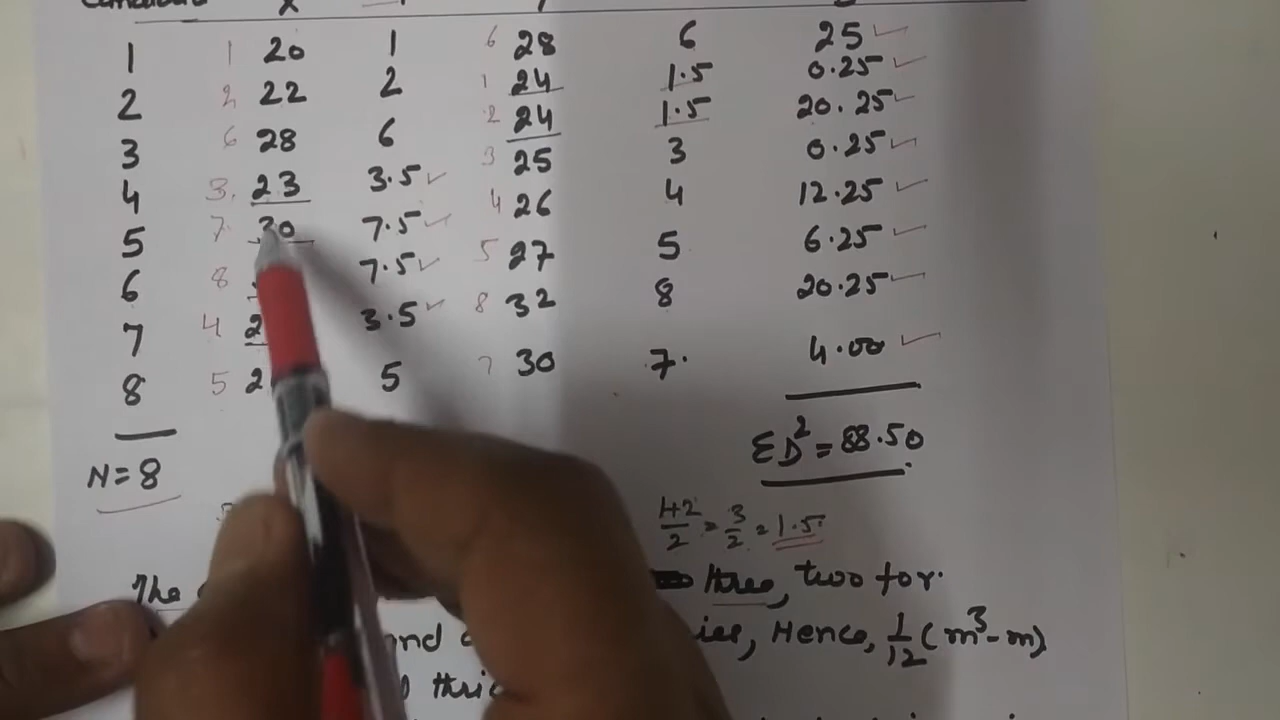 1 1 20 1 6 28 6 25
2 2 22 2 1 24 1.5 0.25
3 6 28 6 2 24 1.5 20.25
4 3. 23 3.5 3 25 3 0.25
5 7. 30 7.5 4 26 4 12.25
6 8 7.5 5 27 5 6.25
7 4 3.5 8 32 8 20.25
8 5 5 7 30 7. 4.00
N=8 ΣD²=88.50
1+2/2 = 3/2 = 1.5
The three, two for
Hence, 1/12 (m³-m)